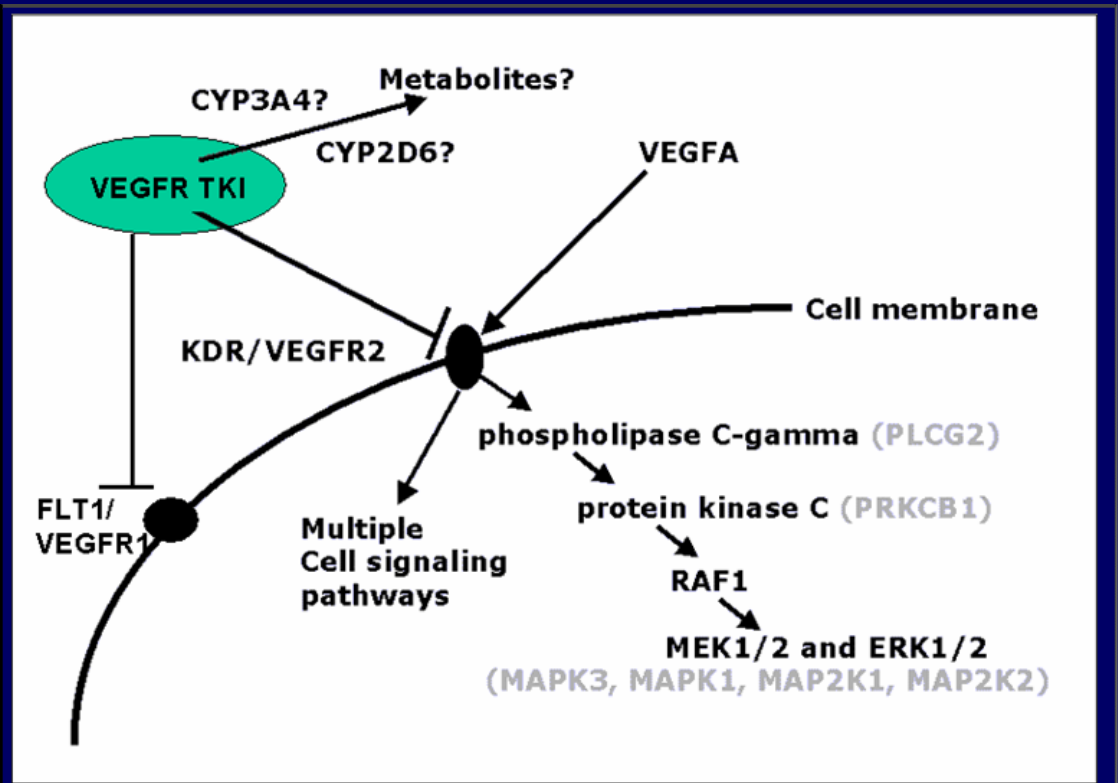 Metabolites?
CYP3A4?
CYP2D6?
VEGFA
VEGFR TKI
Cell membrane
KDR/VEGFR2
phospholipase C-gamma (PLCG2)
protein kinase C (PRKCB1)
FLT1/
VEGFR1
Multiple
Cell signaling
pathways
RAF1
MEK1/2 and ERK1/2
(MAPK3, MAPK1, MAP2K1, MAP2K2)